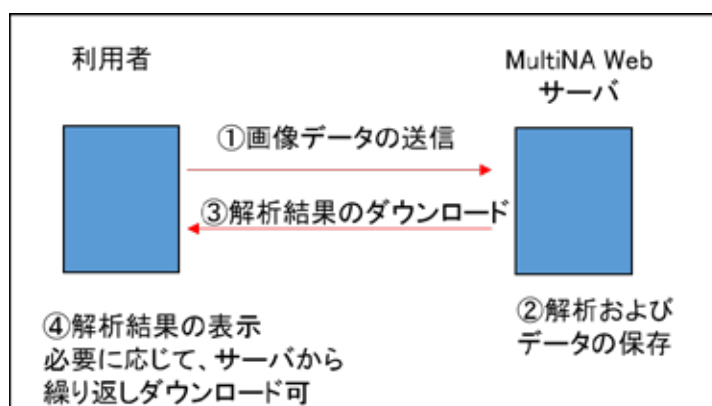 利用者
MultiNA Web
サーバ
①画像データの送信
③解析結果のダウンロード
②解析および
データの保存
④解析結果の表示
必要に応じて、サーバから
繰り返しダウンロード可